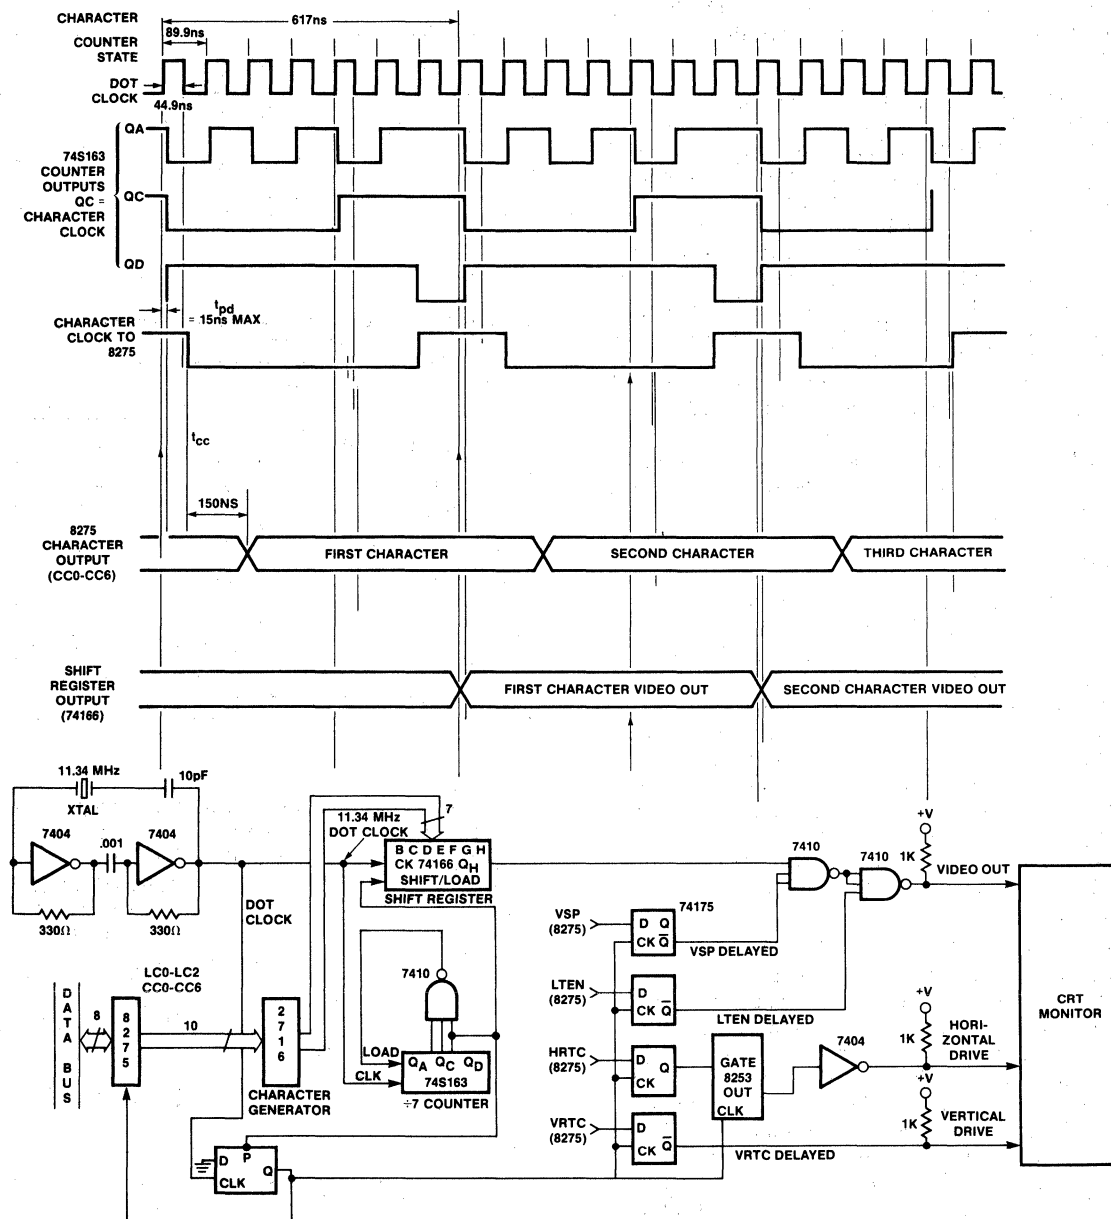 CHARACTER
617ns
89.9ns
COUNTER
STATE
DOT
CLOCK
44.9ns
QA
74S163
COUNTER
OUTPUTS
QC =
CHARACTER
CLOCK
QC
QD
tpd
= 15ns MAX
CHARACTER
CLOCK TO
8275
tcc
150NS
8275
CHARACTER
OUTPUT
(CC0-CC6)
FIRST CHARACTER
SECOND CHARACTER
THIRD CHARACTER
SHIFT
REGISTER
OUTPUT
(74166)
FIRST CHARACTER VIDEO OUT
SECOND CHARACTER VIDEO OUT
11.34 MHz
XTAL
10pF
7404
.001
7404
330Ω
330Ω
DOT
CLOCK
11.34 MHz
DOT CLOCK
7
B C D E F G H
CK 74166 QH
SHIFT/LOAD
SHIFT REGISTER
7410
7410
+V
1K
VIDEO OUT
VSP
(8275)
74175
D Q
CK Q̅
VSP DELAYED
LTEN
(8275)
D
CK Q̅
LTEN DELAYED
HRTC
(8275)
D
Q
CK
GATE
8253
OUT
CLK
7404
+V
1K
HORI-
ZONTAL
DRIVE
VRTC
(8275)
D
CK Q̅
VRTC DELAYED
+V
1K
VERTICAL
DRIVE
CRT
MONITOR
DATA BUS
8
8275
LC0-LC2
CC0-CC6
10
2716
CHARACTER
GENERATOR
7410
LOAD
CLK
QA QC QD
74S163
÷7 COUNTER
D P
Q
CLK